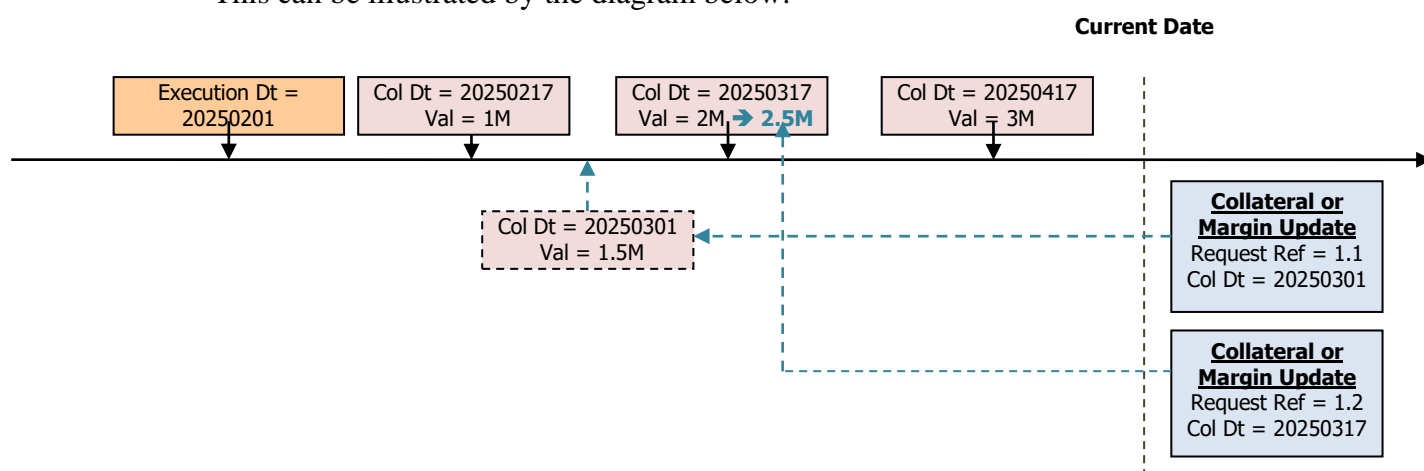 This can be illustrated by the diagram below.
Current Date
Execution Dt =
20250201
Col Dt = 20250217
Val = 1M
Col Dt = 20250317
Val = 2M ➔ 2.5M
Col Dt = 20250417
Val = 3M
Col Dt = 20250301
Val = 1.5M
Collateral or
Margin Update
Request Ref = 1.1
Col Dt = 20250301
Collateral or
Margin Update
Request Ref = 1.2
Col Dt = 20250317